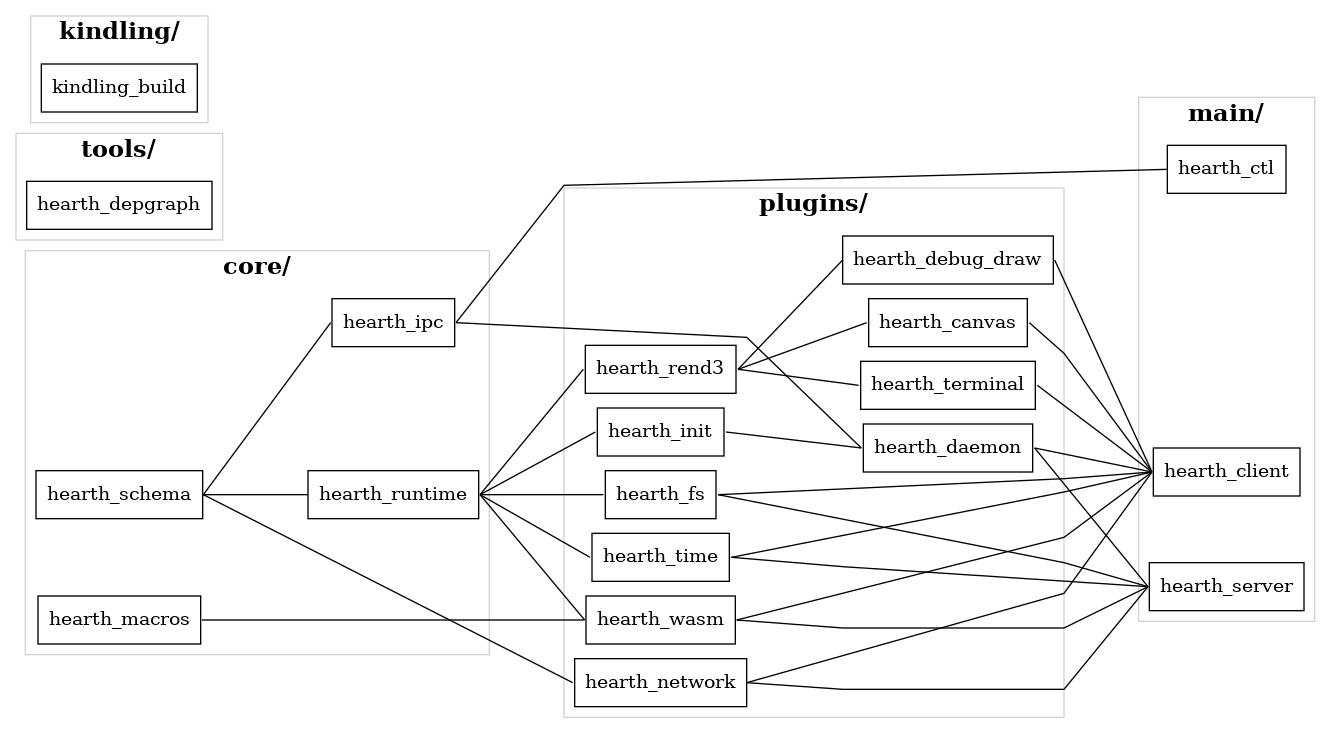 kindling/
kindling_build
tools/
hearth_depgraph
core/
hearth_ipc
hearth_schema
hearth_runtime
hearth_macros
plugins/
hearth_debug_draw
hearth_canvas
hearth_rend3
hearth_terminal
hearth_init
hearth_daemon
hearth_fs
hearth_time
hearth_wasm
hearth_network
main/
hearth_ctl
hearth_client
hearth_server